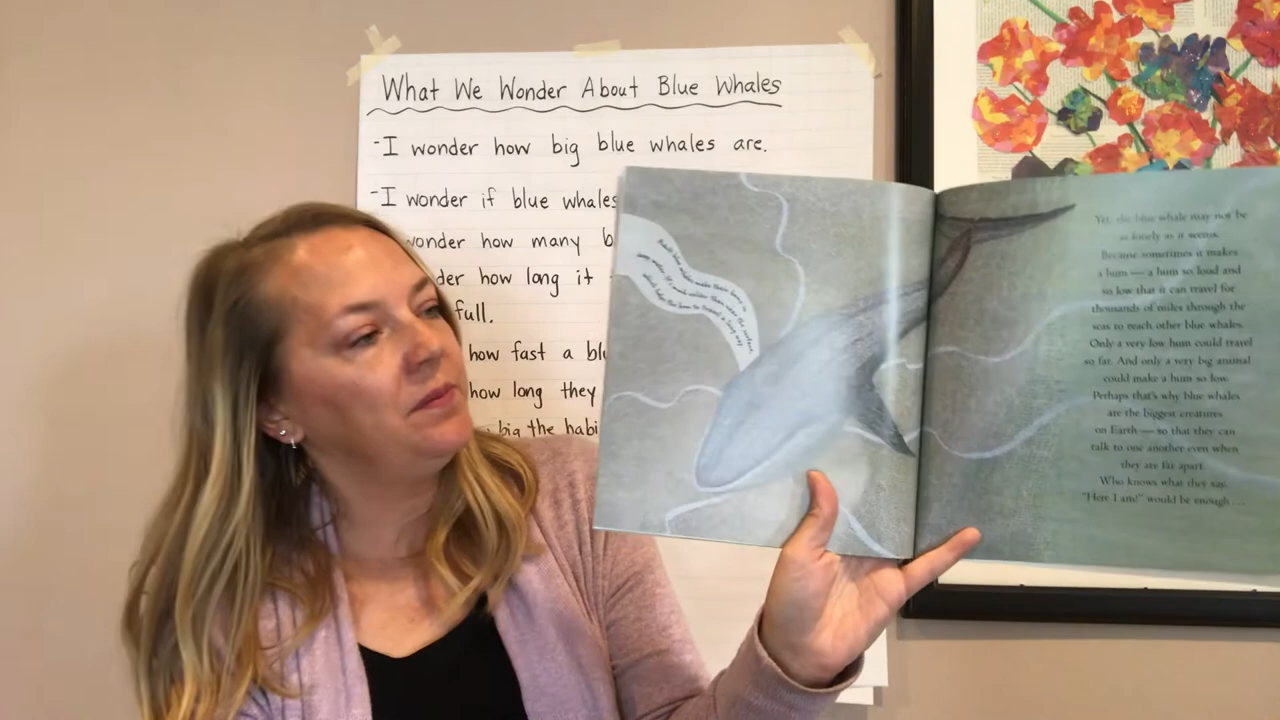 What We Wonder About Blue Whales
-I wonder how big blue whales are.
-I wonder if blue whales
wonder how many b
der how long it
full.
how fast a blu
how long they
big the habi
Yet, the blue whale may not be
as lonely as it seems.
Because sometimes it makes
a hum — a hum so loud and
so low that it can travel for
thousands of miles through the
seas to reach other blue whales.
Only a very low hum could travel
so far. And only a very big animal
could make a hum so low.
Perhaps that's why blue whales
are the biggest creatures
on Earth — so that they can
talk to one another even when
they are far apart.
Who knows what they say.
"Here I am!" would be enough . . .